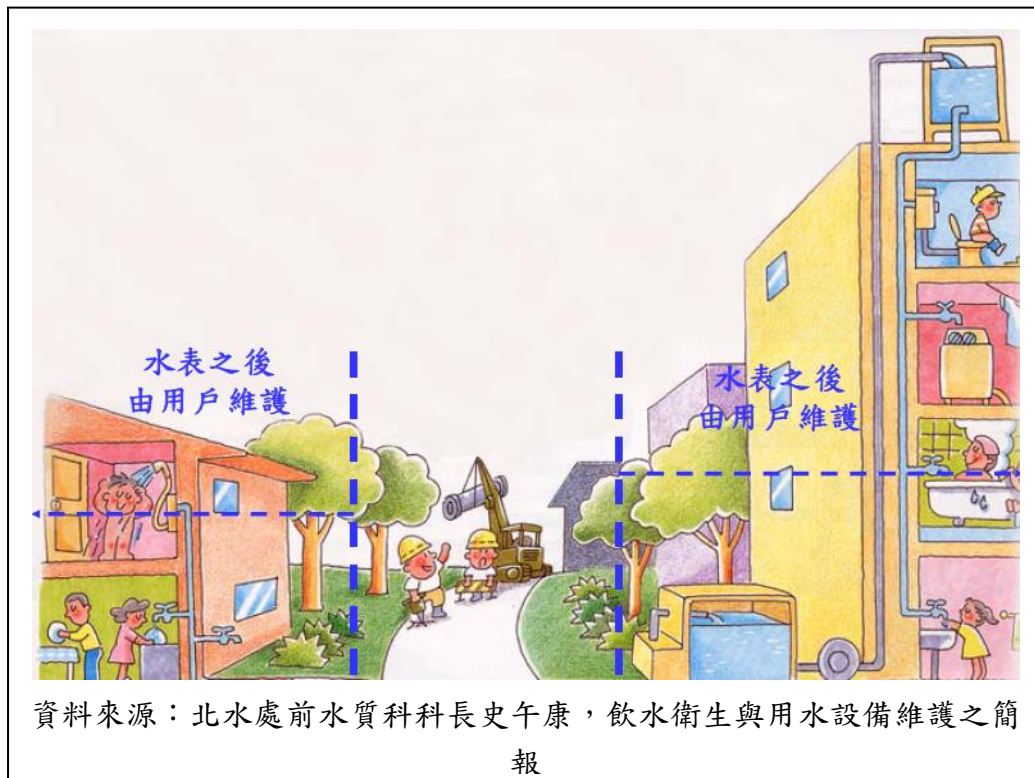 水表之後
由用戶維護
水表之後
由用戶維護
資料來源：北水處前水質科科長史午康，飲水衛生與用水設備維護之簡
報